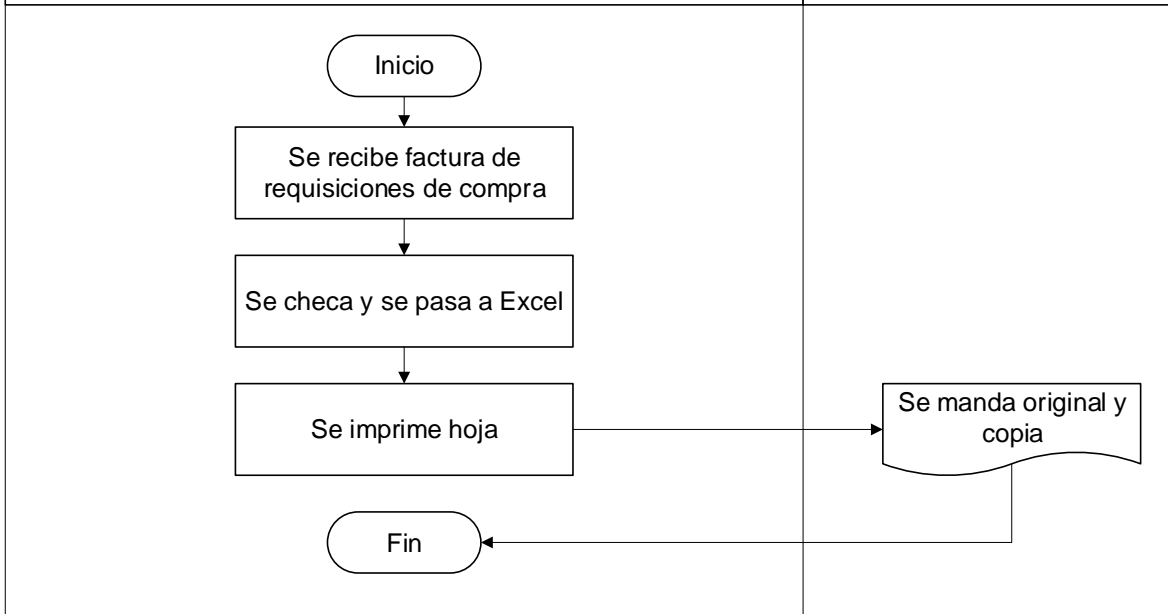 Inicio
Se recibe factura de
requisiciones de compra
Se checa y se pasa a Excel
Se imprime hoja
Se manda original y
copia
Fin